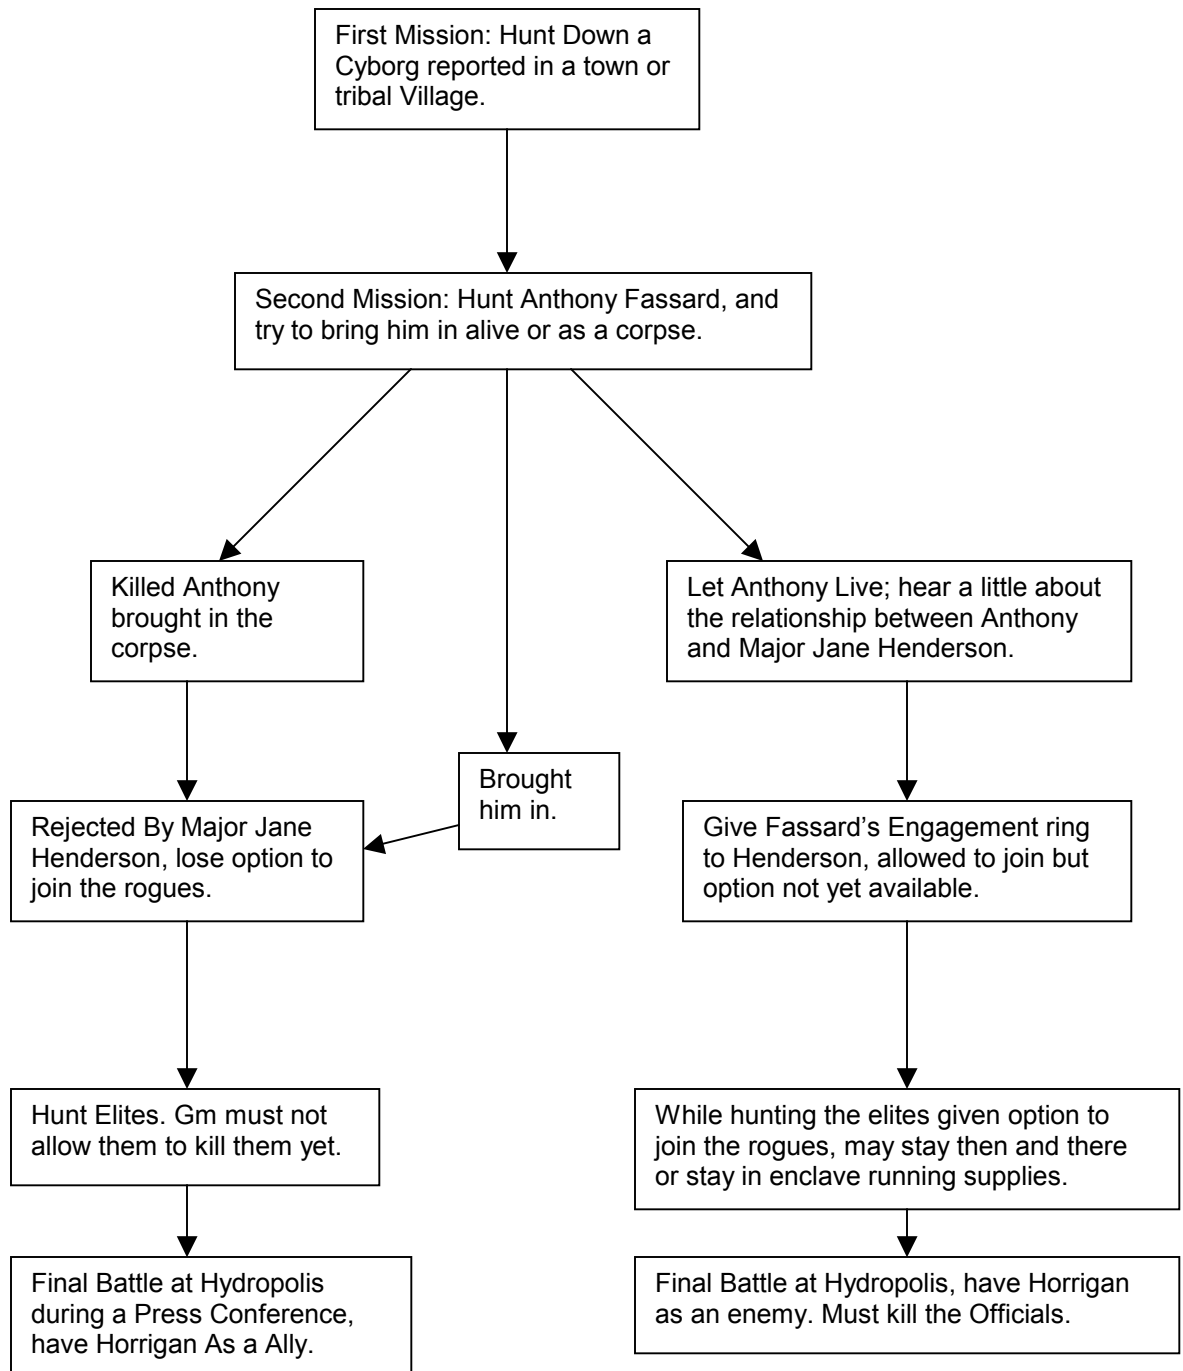 First Mission: Hunt Down a
Cyborg reported in a town or
tribal Village.
Second Mission: Hunt Anthony Fassard, and
try to bring him in alive or as a corpse.
Killed Anthony
brought in the
corpse.
Let Anthony Live; hear a little about
the relationship between Anthony
and Major Jane Henderson.
Brought
him in.
Rejected By Major Jane
Henderson, lose option to
join the rogues.
Give Fassard’s Engagement ring
to Henderson, allowed to join but
option not yet available.
Hunt Elites. Gm must not
allow them to kill them yet.
While hunting the elites given option to
join the rogues, may stay then and there
or stay in enclave running supplies.
Final Battle at Hydropolis
during a Press Conference,
have Horrigan As a Ally.
Final Battle at Hydropolis, have Horrigan
as an enemy. Must kill the Officials.